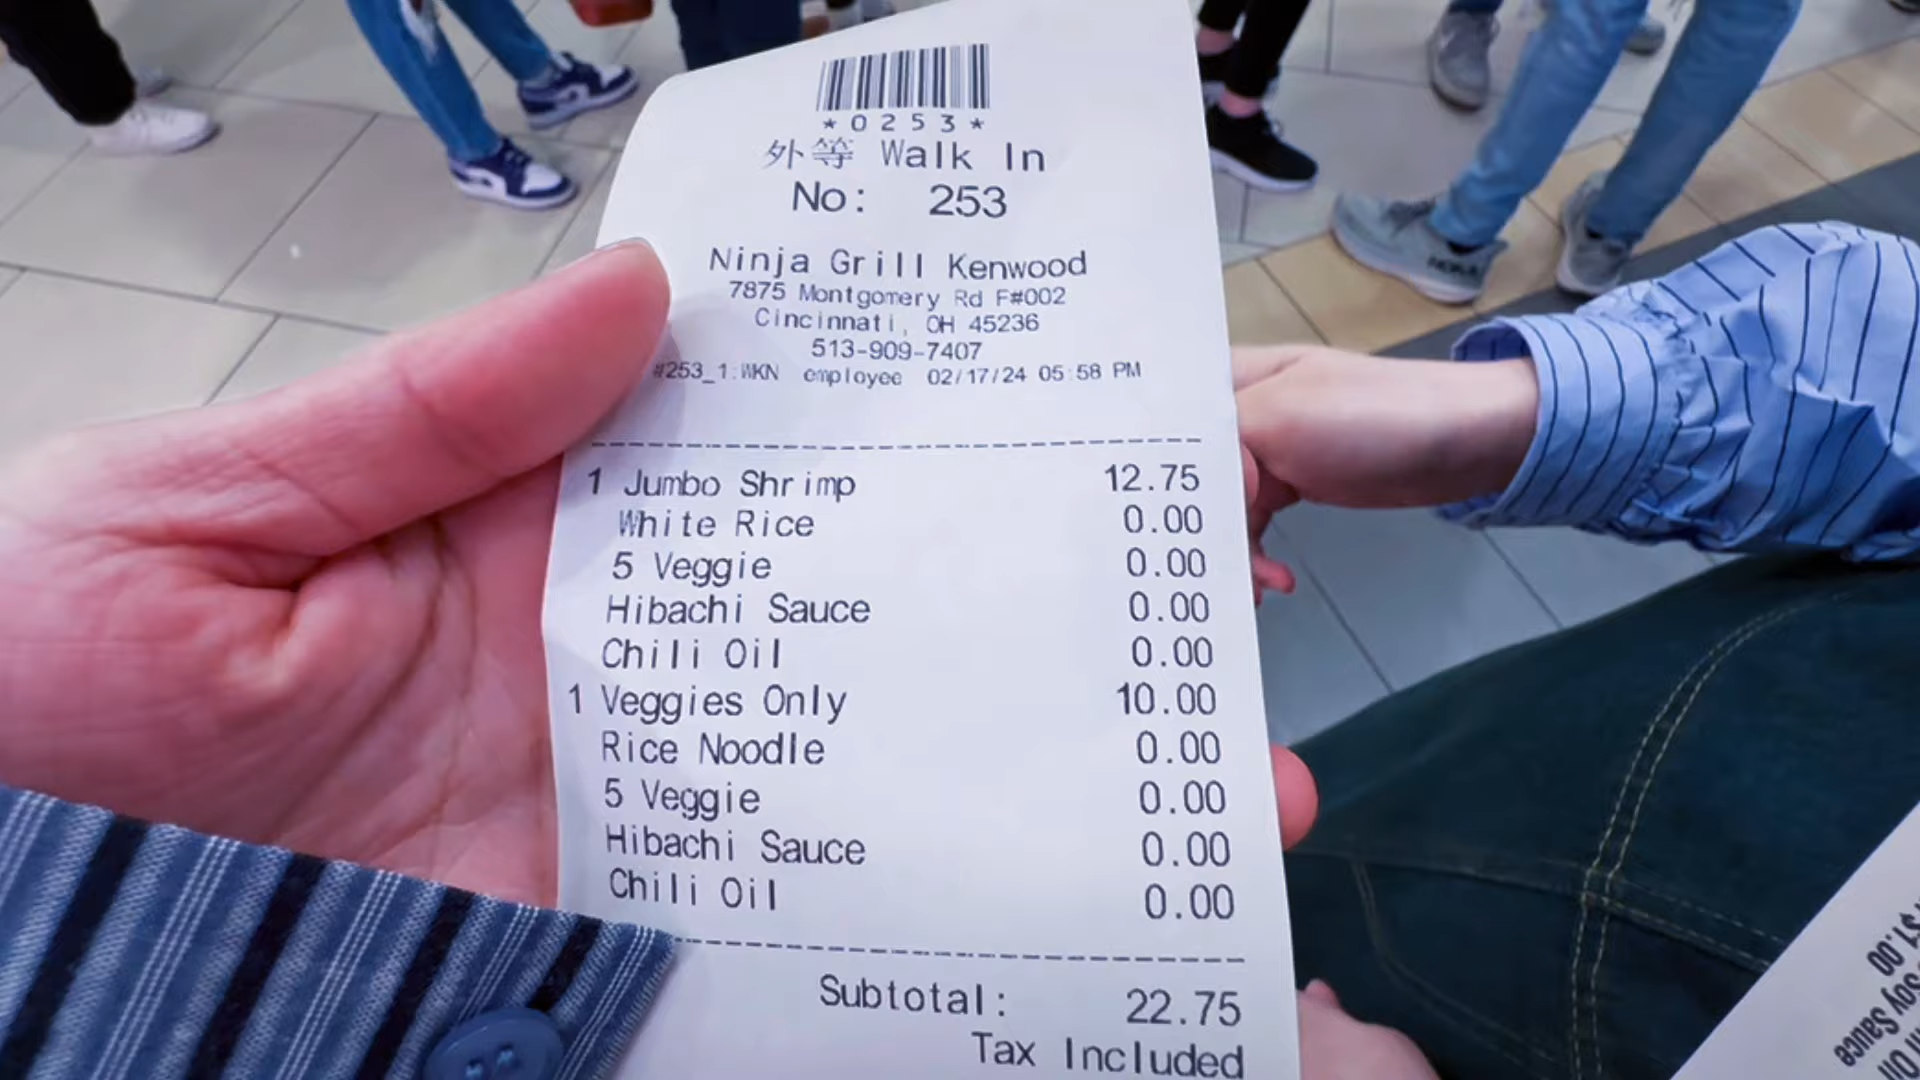 *0253*
外等 Walk In
No: 253
Ninja Grill Kenwood
7875 Montgomery Rd F#002
Cincinnati, OH 45236
513-909-7407
#253_1:WKN employee 02/17/24 05:58 PM
1 Jumbo Shrimp 12.75
White Rice 0.00
5 Veggie 0.00
Hibachi Sauce 0.00
Chili Oil 0.00
1 Veggies Only 10.00
Rice Noodle 0.00
5 Veggie 0.00
Hibachi Sauce 0.00
Chili Oil 0.00
Subtotal: 22.75
Tax Included
$1.00
Soy Sauce